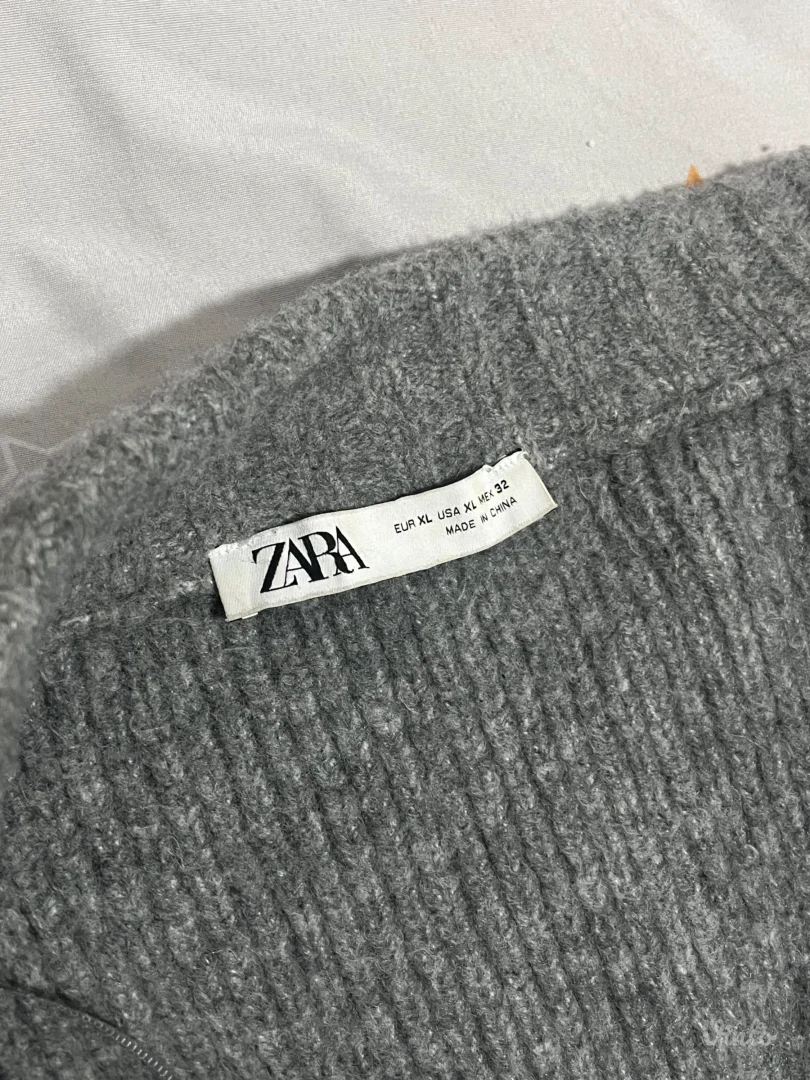 ZARA
EUR XL USA XL MEX 32
MADE IN CHINA